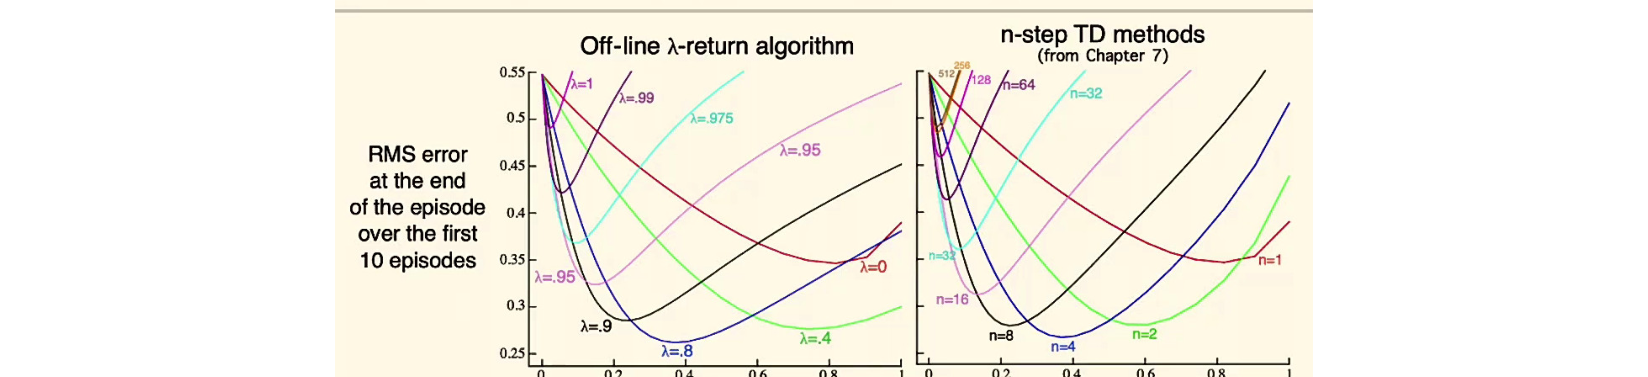 Off-line λ-return algorithm
n-step TD methods
(from Chapter 7)
RMS error
at the end
of the episode
over the first
10 episodes
0.55
0.5
0.45
0.4
0.35
0.3
0.25
λ=1
λ=.99
λ=.975
λ=.95
λ=.95
λ=0
λ=.9
λ=.4
λ=.8
0 0.2 0.4 0.6 0.8 1
256
512
128
n=64
n=32
n=32
n=1
n=16
n=8
n=2
n=4
0 0.2 0.4 0.6 0.8 1